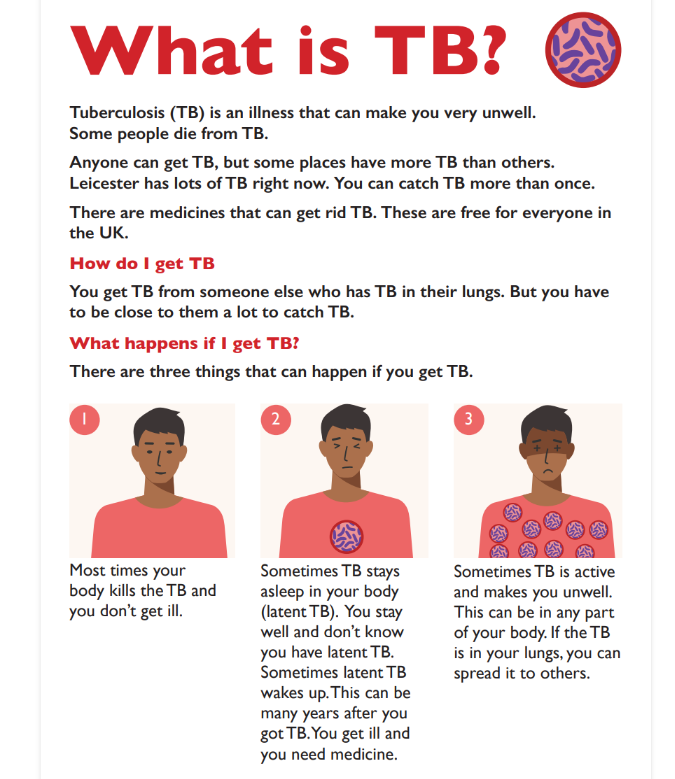 What is TB?
Tuberculosis (TB) is an illness that can make you very unwell.
Some people die from TB.
Anyone can get TB, but some places have more TB than others.
Leicester has lots of TB right now. You can catch TB more than once.
There are medicines that can get rid TB. These are free for everyone in
the UK.
How do I get TB
You get TB from someone else who has TB in their lungs. But you have
to be close to them a lot to catch TB.
What happens if I get TB?
There are three things that can happen if you get TB.
1
Most times your
body kills the TB and
you don't get ill.
2
Sometimes TB stays
asleep in your body
(latent TB). You stay
well and don't know
you have latent TB.
Sometimes latent TB
wakes up. This can be
many years after you
got TB. You get ill and
you need medicine.
3
Sometimes TB is active
and makes you unwell.
This can be in any part
of your body. If the TB
is in your lungs, you can
spread it to others.